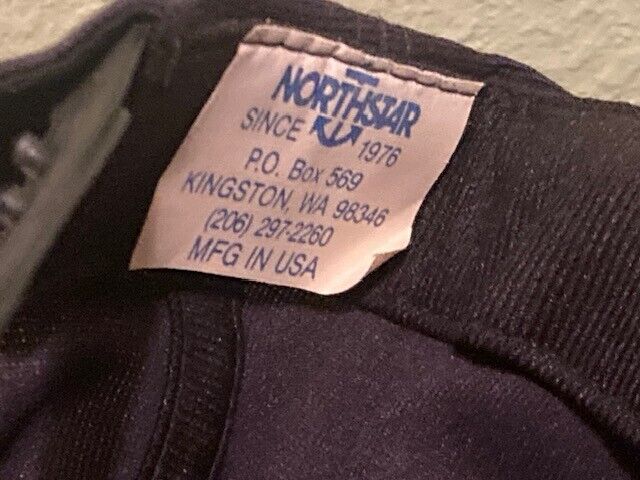 NORTHSTAR
SINCE 1976
P.O. Box 569
KINGSTON, WA 98346
(206) 297-2260
MFG IN USA